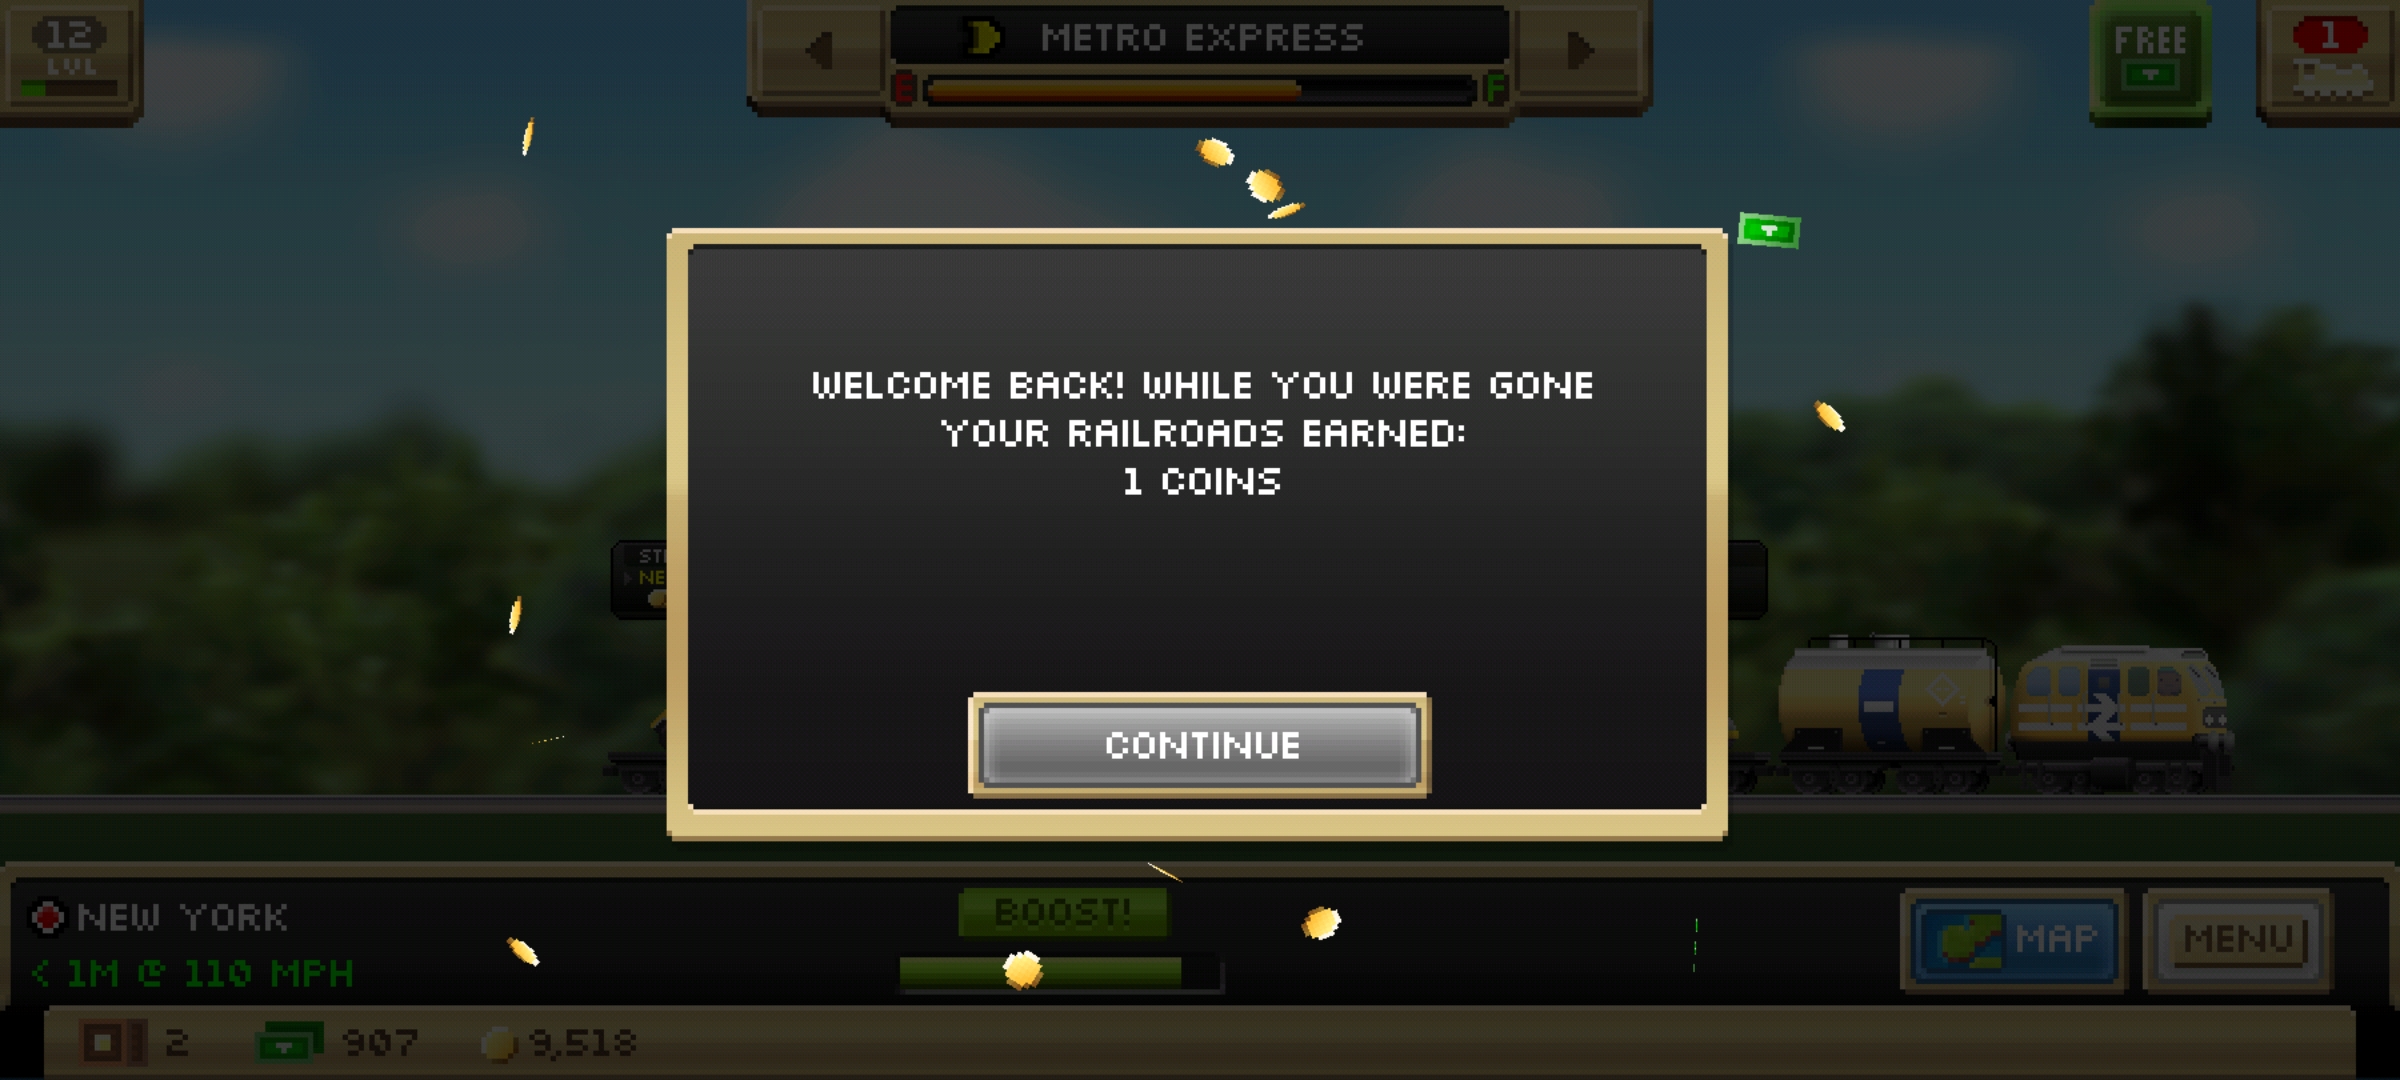 12
LVL
METRO EXPRESS
E
F
FREE
1
WELCOME BACK! WHILE YOU WERE GONE
YOUR RAILROADS EARNED:
1 COINS
CONTINUE
NEW YORK
< 1M @ 110 MPH
BOOST!
MAP
MENU
2
907
9,518